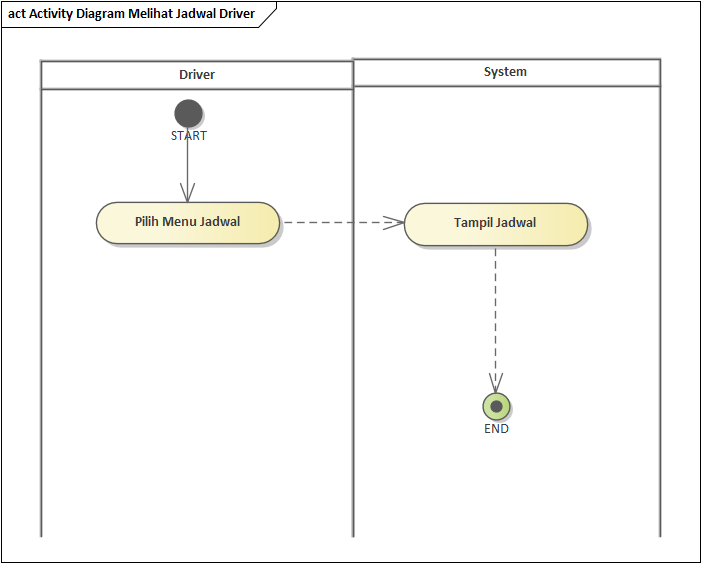 act Activity Diagram Melihat Jadwal Driver
Driver
System
START
Pilih Menu Jadwal
Tampil Jadwal
END